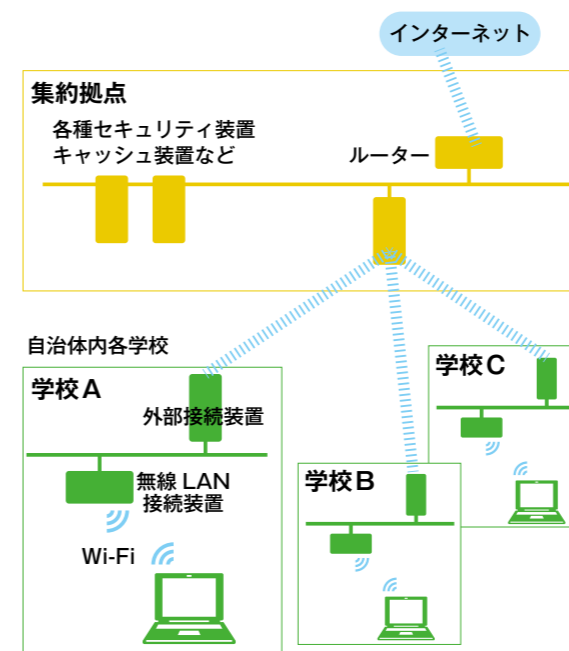 インターネット
集約拠点
各種セキュリティ装置
キャッシュ装置など
ルーター
自治体内各学校
学校A
外部接続装置
無線 LAN
接続装置
Wi-Fi
学校B
学校C